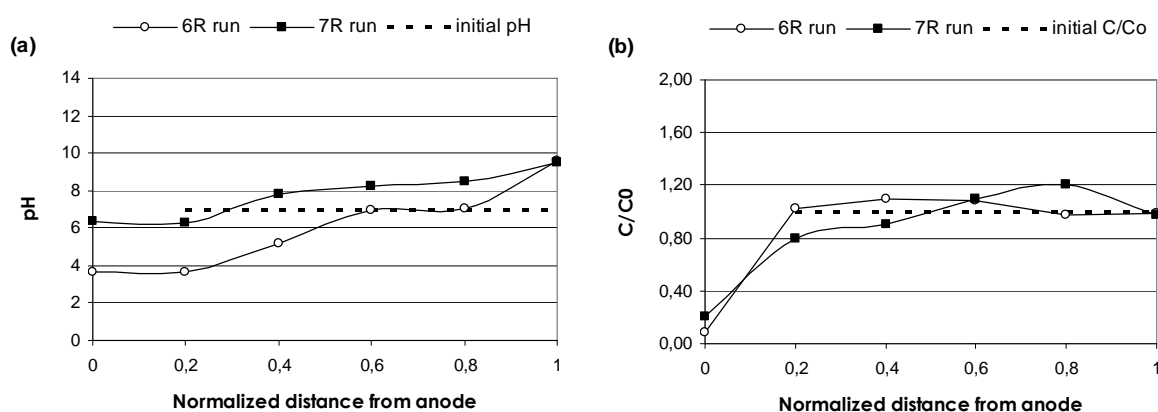 (a)
6R run 7R run initial pH
14
12
10
8
6
4
2
0
pH
0 0,2 0,4 0,6 0,8 1
Normalized distance from anode
(b)
6R run 7R run initial C/Co
2,00
1,60
1,20
0,80
0,40
0,00
C/C0
0 0,2 0,4 0,6 0,8 1
Normalized distance from anode